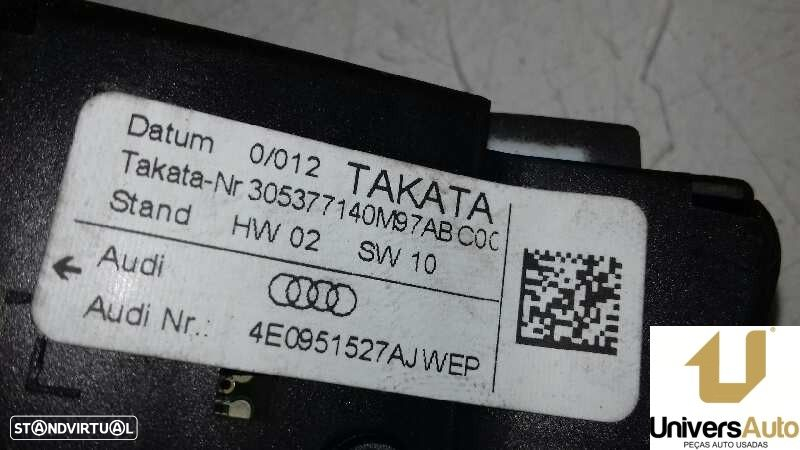 Datum 0/012 TAKATA
Takata-Nr 305377140M97AB C00
Stand HW 02 SW 10
Audi
Audi Nr.: 4E0951527AJ WEP
L
STANDVIRTUAL
UniversAuto
PEÇAS AUTO USADAS